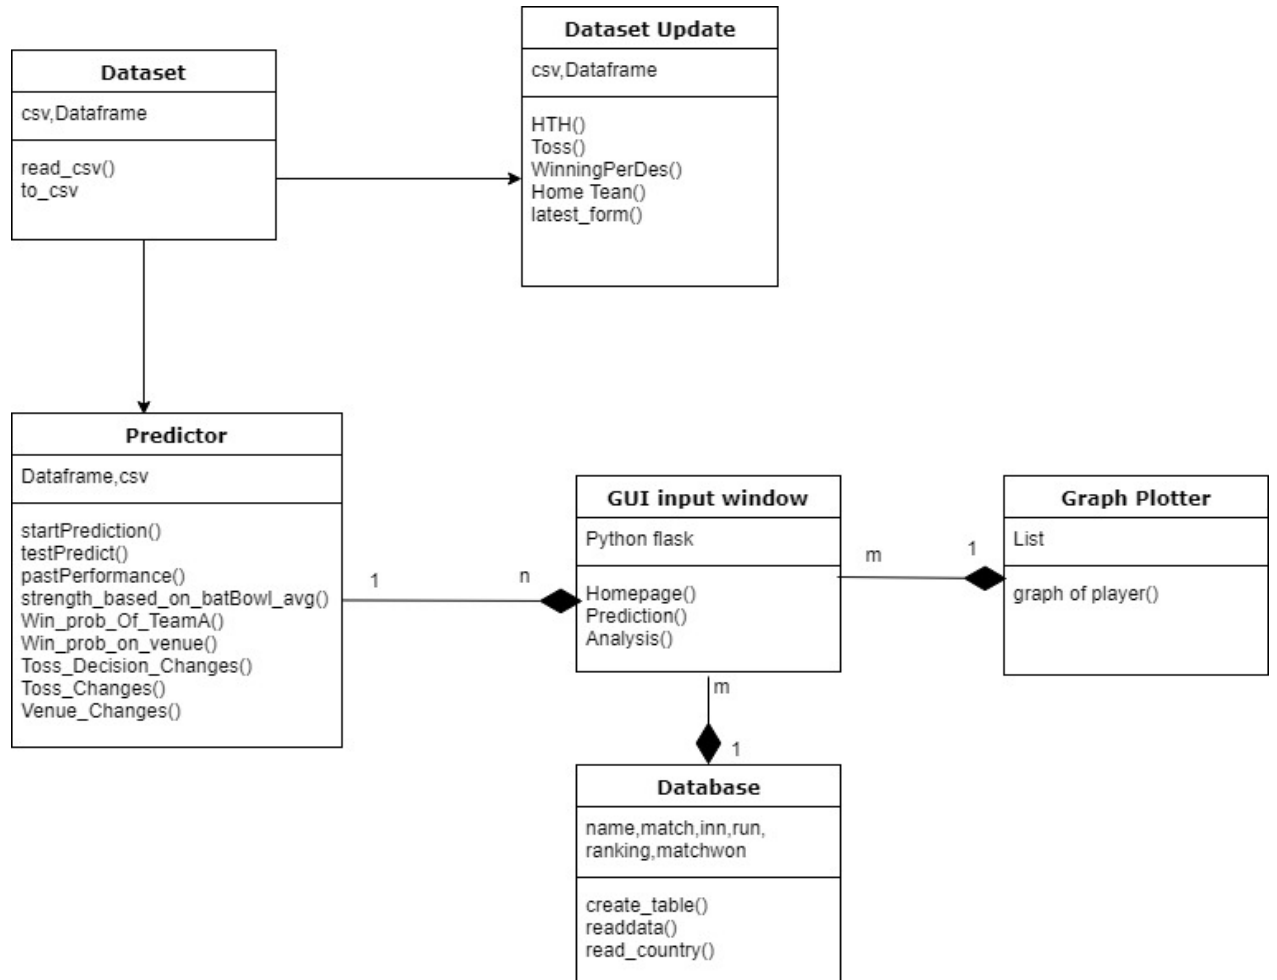 Dataset
csv,Dataframe
read_csv()
to_csv
Dataset Update
csv,Dataframe
HTH()
Toss()
WinningPerDes()
Home Tean()
latest_form()
Predictor
Dataframe,csv
startPrediction()
testPredict()
pastPerformance()
strength_based_on_batBowl_avg()
Win_prob_Of_TeamA()
Win_prob_on_venue()
Toss_Decision_Changes()
Toss_Changes()
Venue_Changes()
1
n
GUI input window
Python flask
Homepage()
Prediction()
Analysis()
m
1
Graph Plotter
List
graph of player()
m
1
Database
name,match,inn,run,
ranking,matchwon
create_table()
readdata()
read_country()